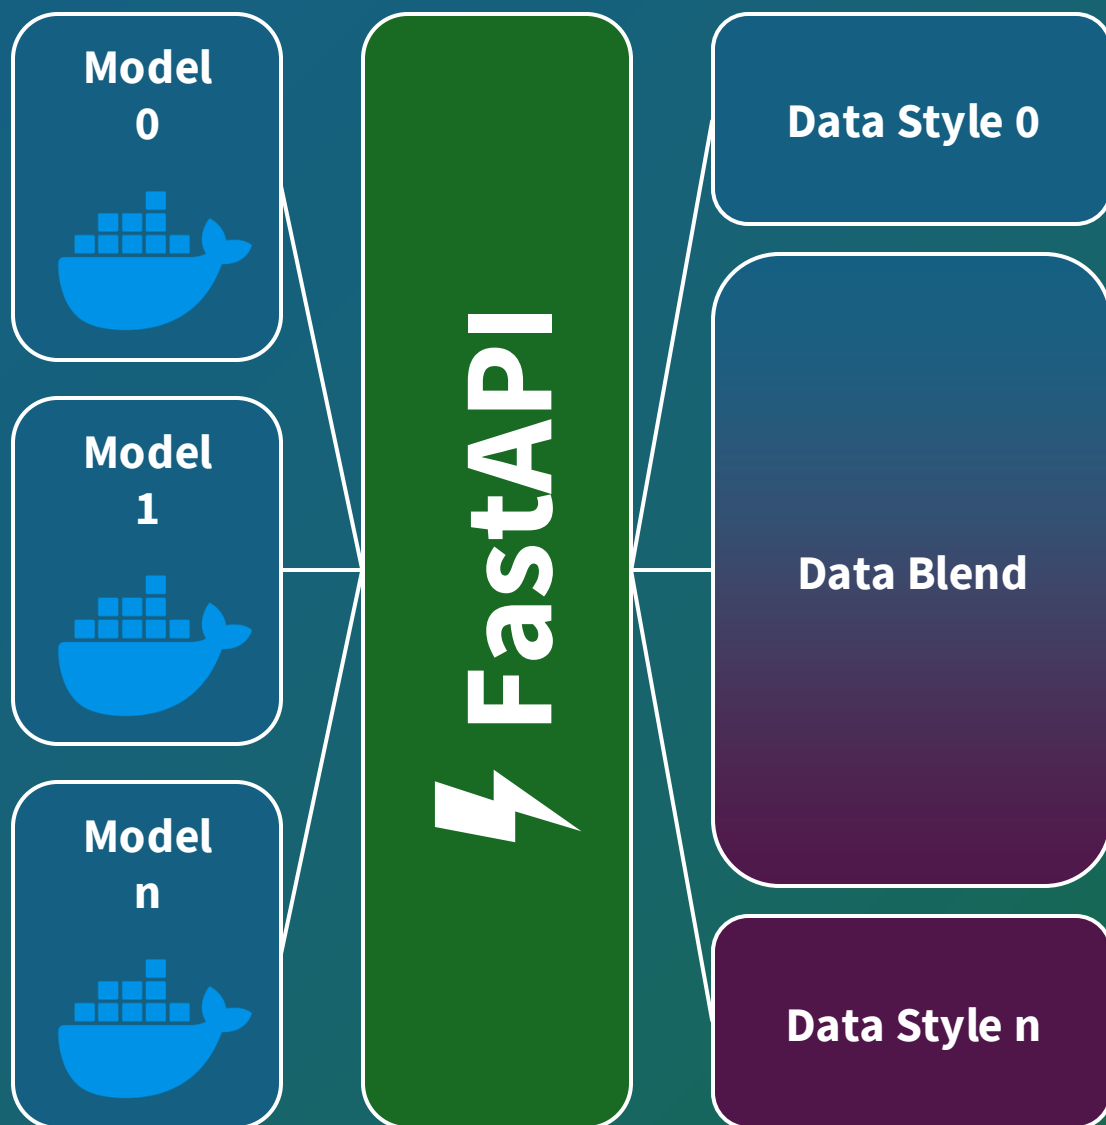 Model
0
Model
1
Model
n
FastAPI
Data Style 0
Data Blend
Data Style n